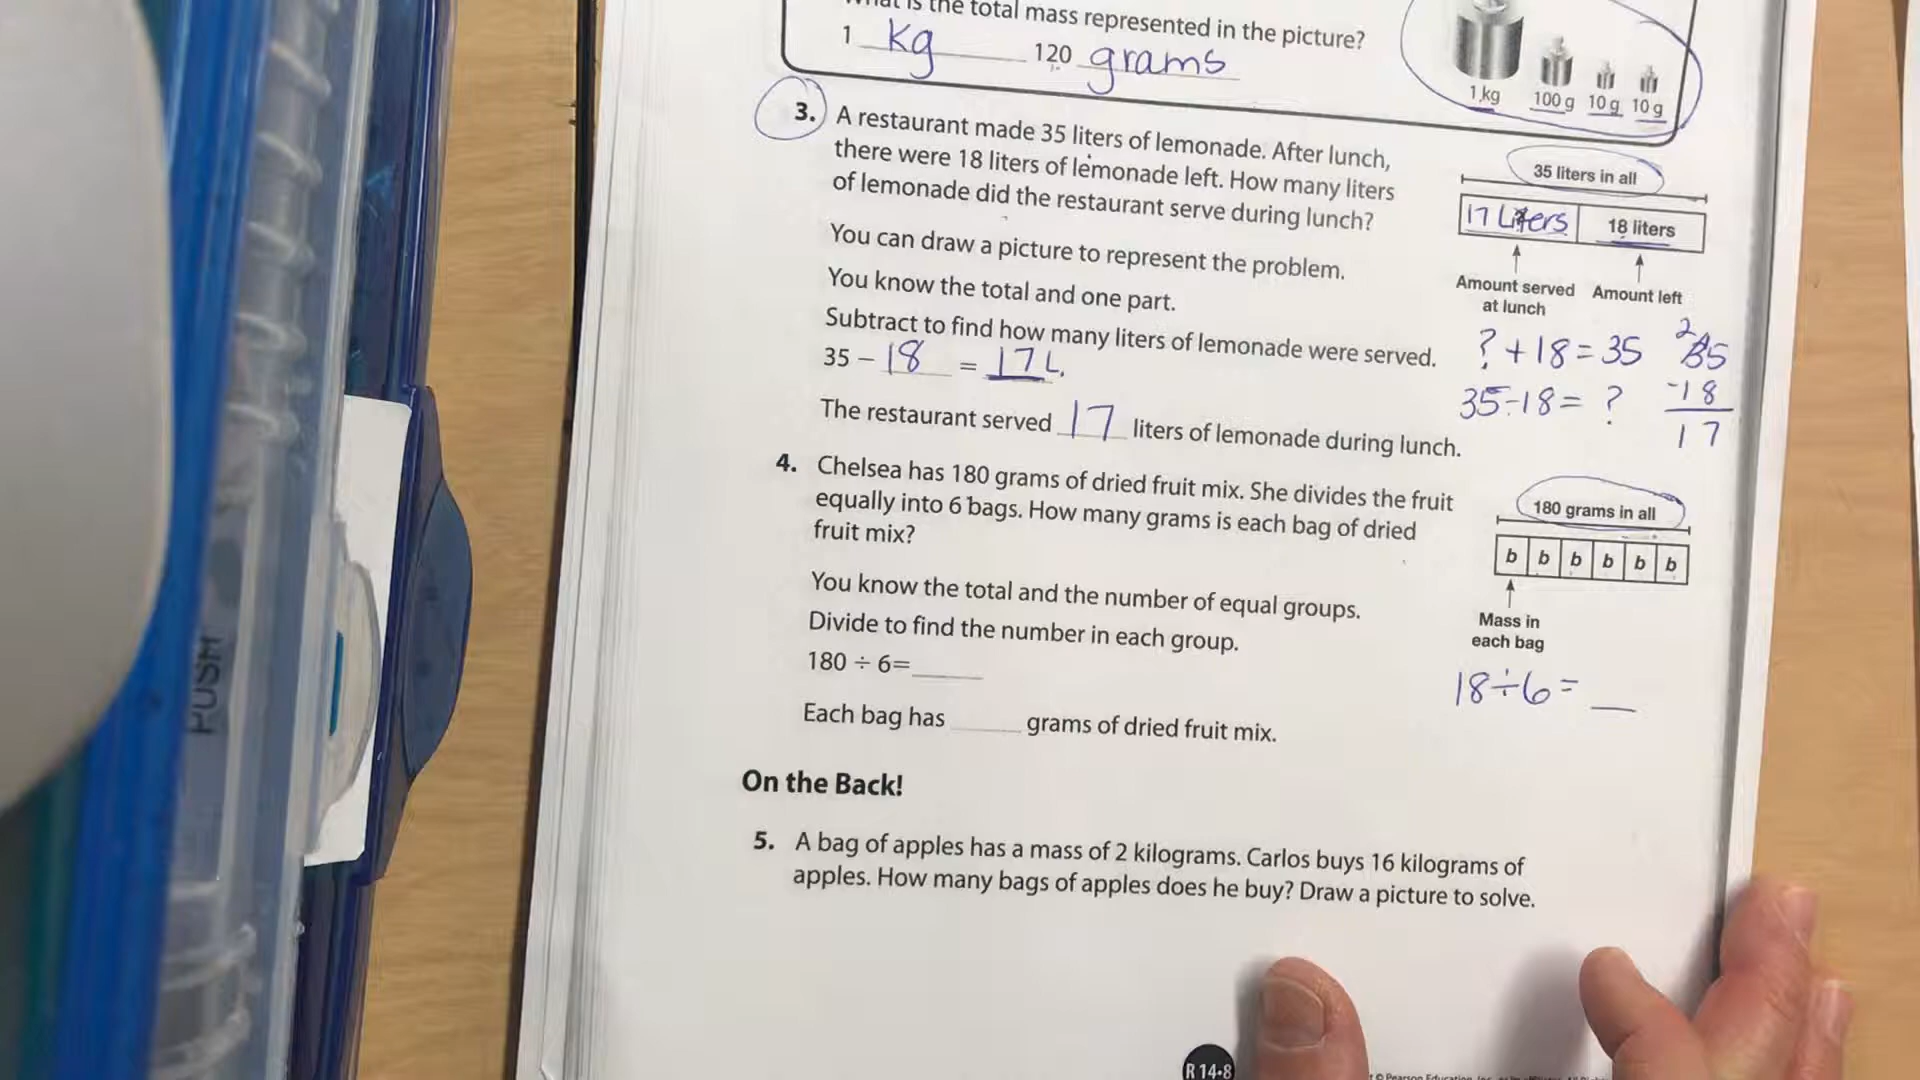 is the total mass represented in the picture?
1 kg 120 grams
1 kg 100 g 10 g 10 g
3. A restaurant made 35 liters of lemonade. After lunch,
there were 18 liters of lemonade left. How many liters
of lemonade did the restaurant serve during lunch?
You can draw a picture to represent the problem.
You know the total and one part.
Subtract to find how many liters of lemonade were served.
35 – 18 = 17 L.
The restaurant served 17 liters of lemonade during lunch.
35 liters in all
17 Liters 18 liters
Amount served
at lunch
Amount left
? + 18 = 35
35 - 18 = ?
2 35
-18
17
4. Chelsea has 180 grams of dried fruit mix. She divides the fruit
equally into 6 bags. How many grams is each bag of dried
fruit mix?
You know the total and the number of equal groups.
Divide to find the number in each group.
180 ÷ 6=
Each bag has grams of dried fruit mix.
180 grams in all
b b b b b b
Mass in
each bag
18÷6 = __
On the Back!
5. A bag of apples has a mass of 2 kilograms. Carlos buys 16 kilograms of
apples. How many bags of apples does he buy? Draw a picture to solve.
R 14•8
© Pearson Education, Inc.
PUSH